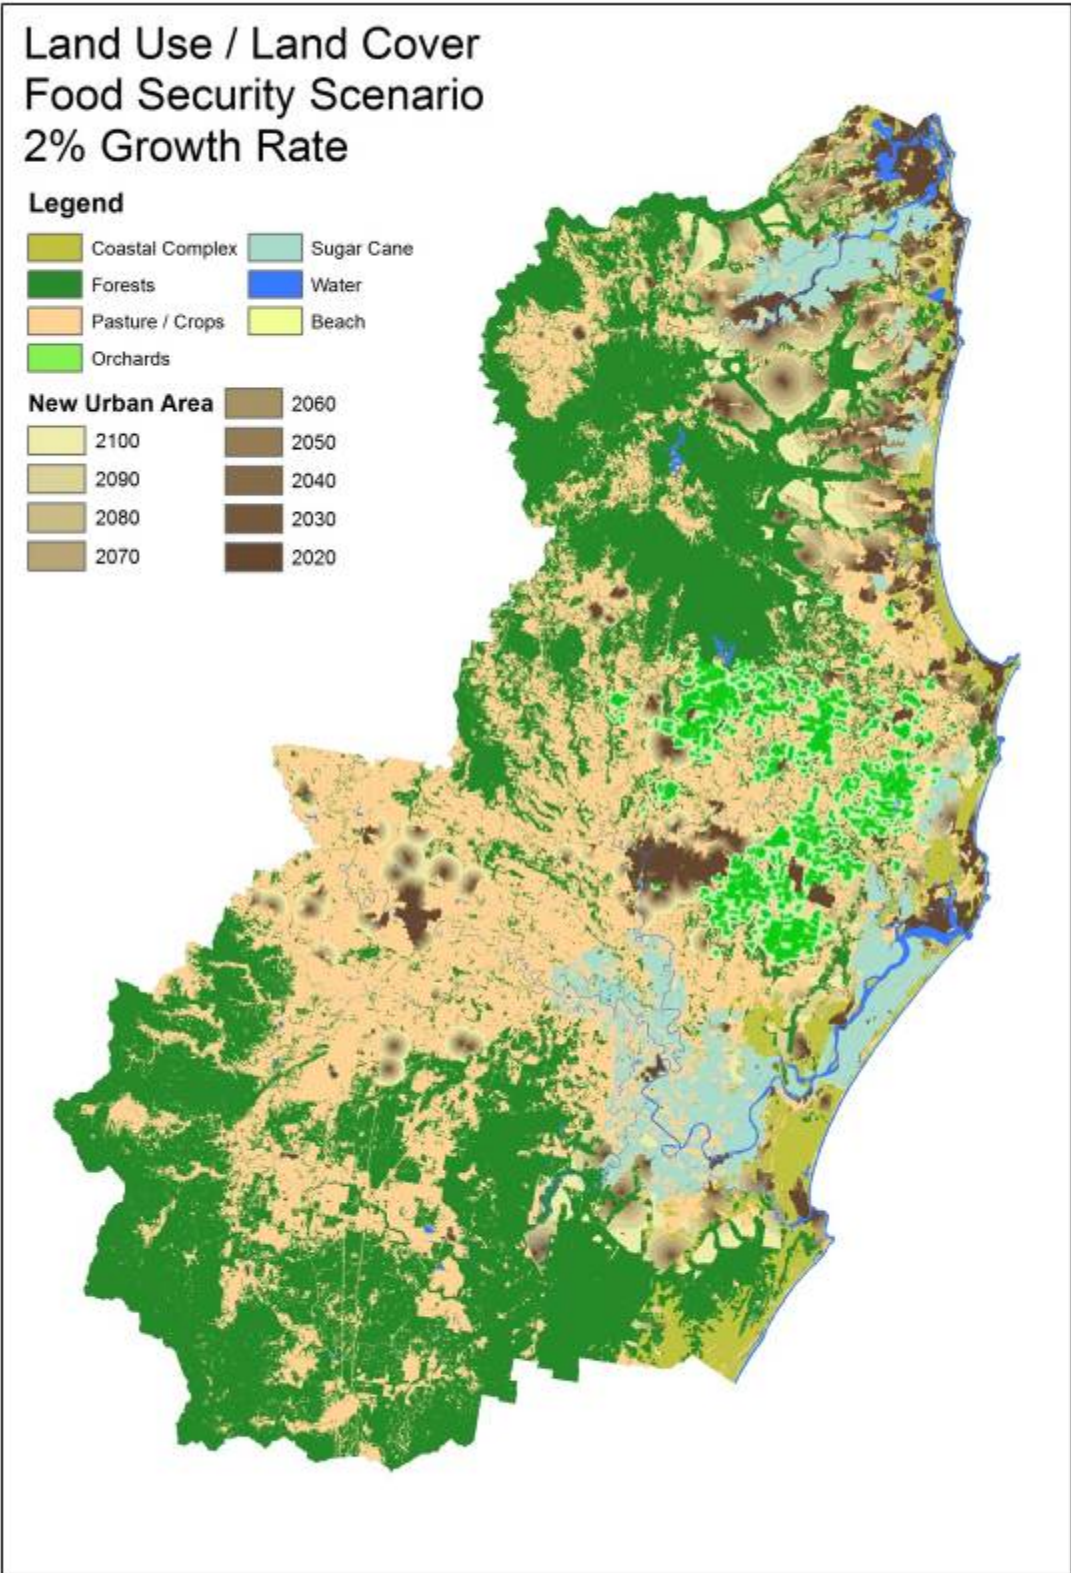 Land Use / Land Cover
Food Security Scenario
2% Growth Rate
Legend
Coastal Complex
Sugar Cane
Forests
Water
Pasture / Crops
Beach
Orchards
New Urban Area
2060
2100
2050
2090
2040
2080
2030
2070
2020